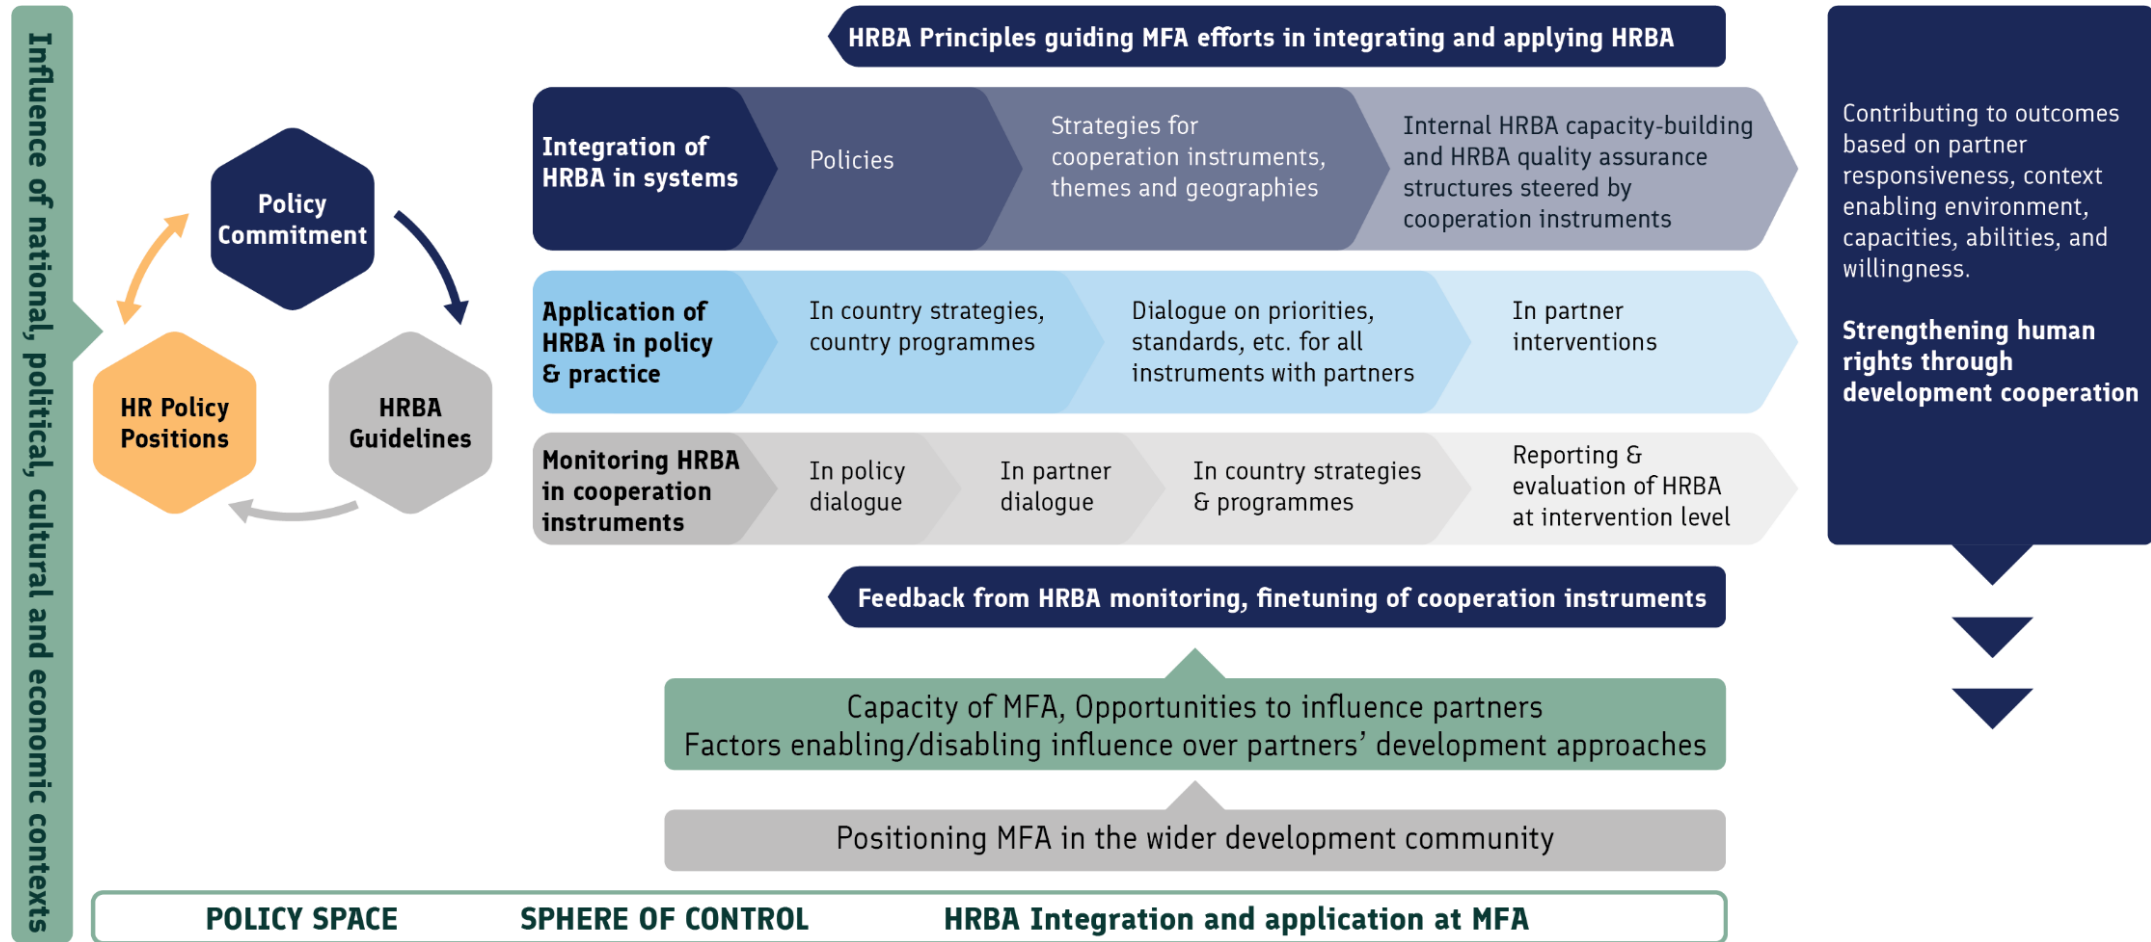 Influence of national, political, cultural and economic contexts
Policy
Commitment
HR Policy
Positions
HRBA
Guidelines
HRBA Principles guiding MFA efforts in integrating and applying HRBA
Integration of
HRBA in systems
Policies
Strategies for
cooperation instruments,
themes and geographies
Internal HRBA capacity-building
and HRBA quality assurance
structures steered by
cooperation instruments
Application of
HRBA in policy
& practice
In country strategies,
country programmes
Dialogue on priorities,
standards, etc. for all
instruments with partners
In partner
interventions
Monitoring HRBA
in cooperation
instruments
In policy
dialogue
In partner
dialogue
In country strategies
& programmes
Reporting &
evaluation of HRBA
at intervention level
Feedback from HRBA monitoring, finetuning of cooperation instruments
Capacity of MFA, Opportunities to influence partners
Factors enabling/disabling influence over partners’ development approaches
Positioning MFA in the wider development community
POLICY SPACE
SPHERE OF CONTROL
HRBA Integration and application at MFA
Contributing to outcomes
based on partner
responsiveness, context
enabling environment,
capacities, abilities, and
willingness.
Strengthening human
rights through
development cooperation